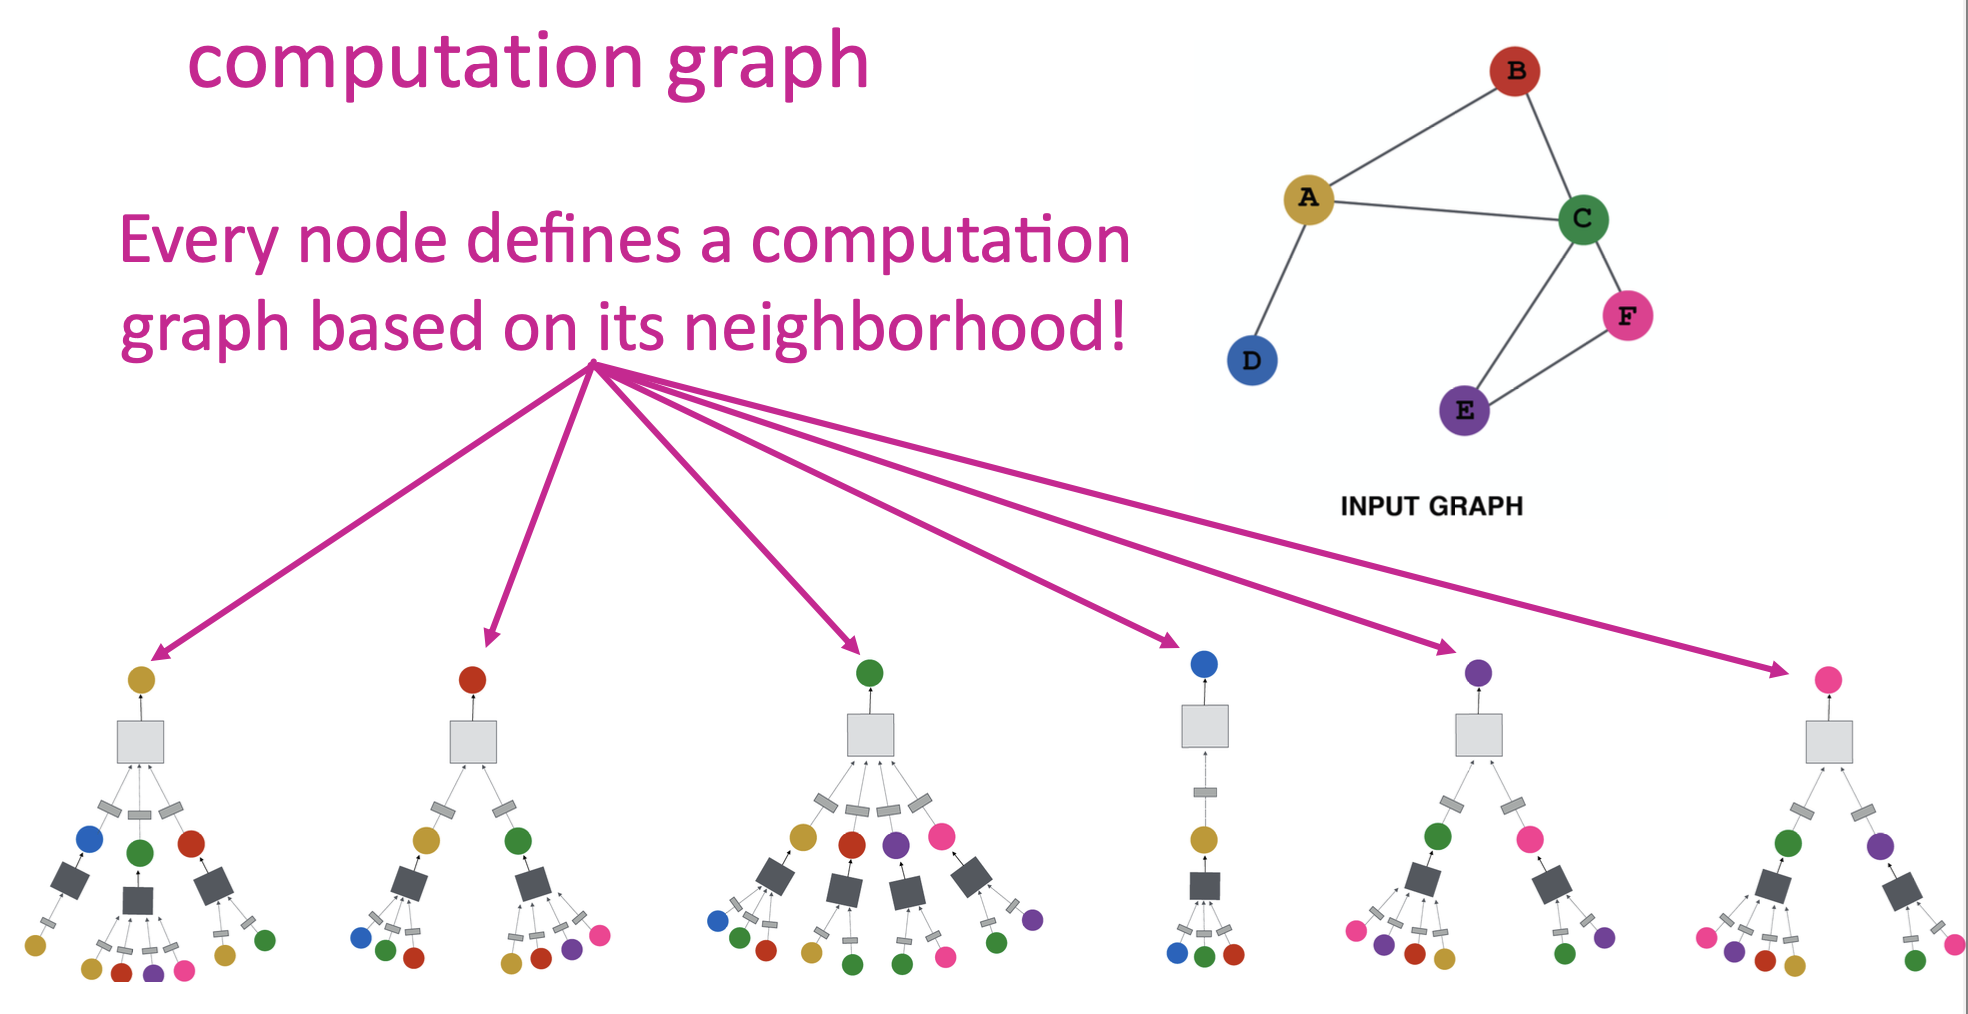 computation graph
Every node defines a computation
graph based on its neighborhood!
B
A
C
F
D
E
INPUT GRAPH